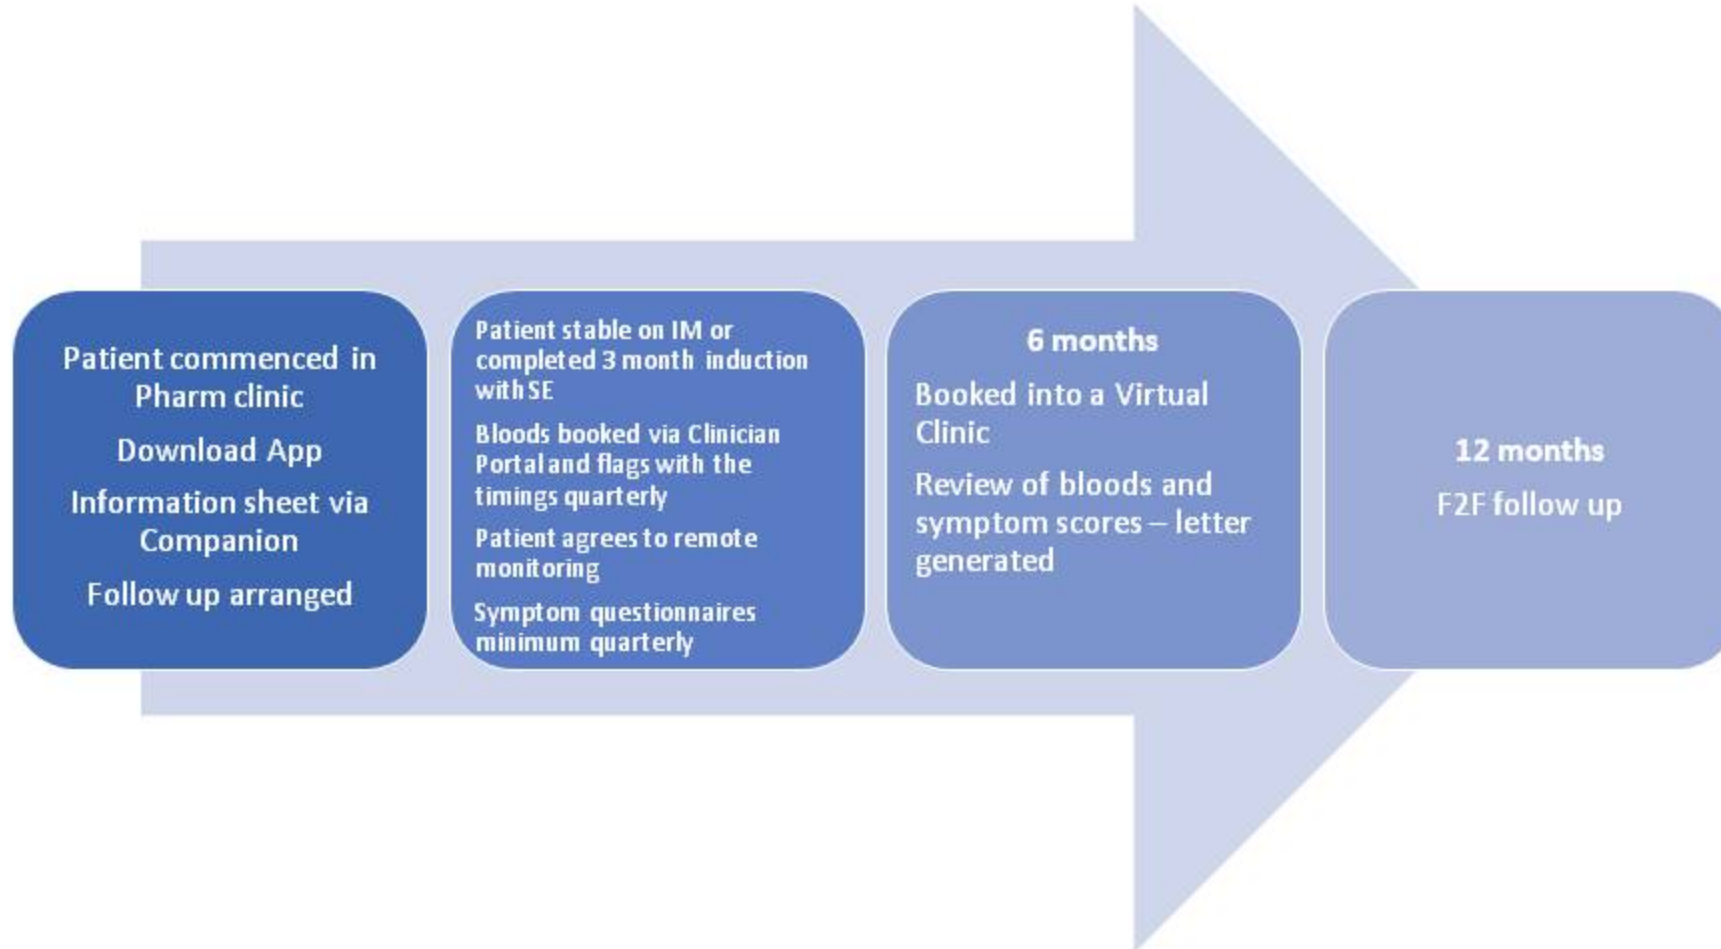 Patient commenced in
Pharm clinic
Download App
Information sheet via
Companion
Follow up arranged
Patient stable on IM or
completed 3 month induction
with SE
Bloods booked via Clinician
Portal and flags with the
timings quarterly
Patient agrees to remote
monitoring
Symptom questionnaires
minimum quarterly
6 months
Booked into a Virtual
Clinic
Review of bloods and
symptom scores – letter
generated
12 months
F2F follow up